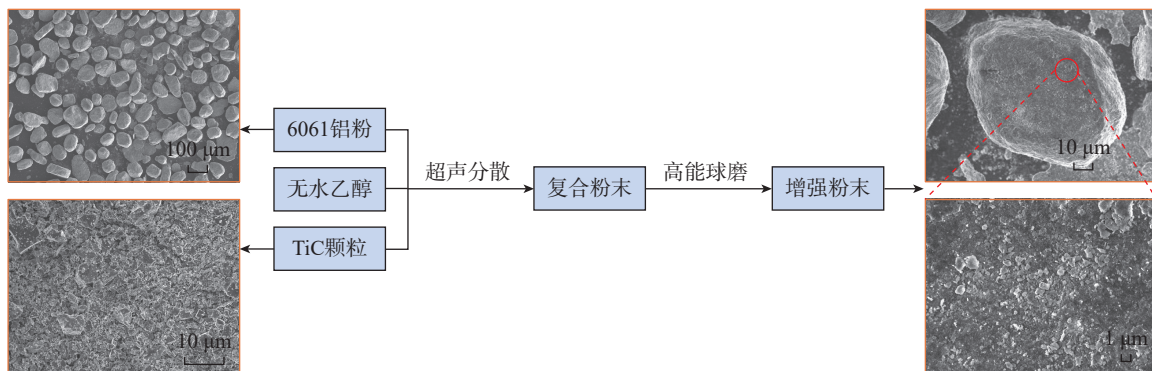 100 μm
6061铝粉
无水乙醇
TiC颗粒
10 μm
超声分散
复合粉末
高能球磨
增强粉末
10 μm
1 μm